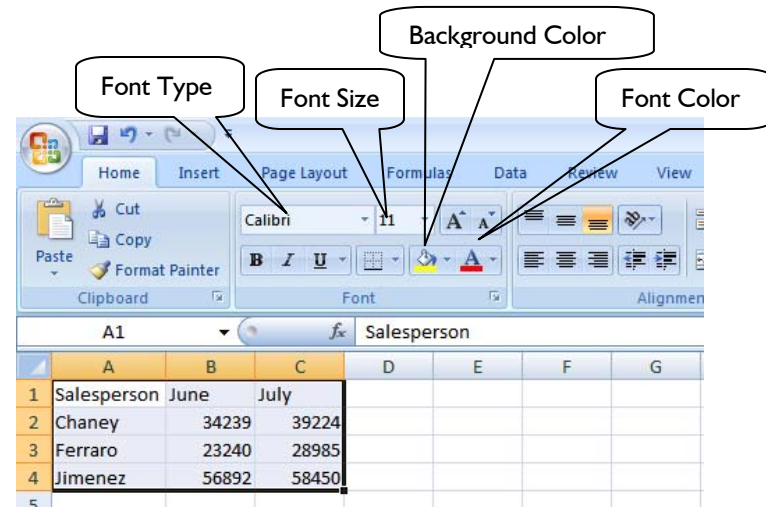 Background Color
Font Type
Font Size
Font Color
Home Insert Page Layout Formulas Data Review View
Cut
Calibri 11 A A
Copy
Paste
B I U A
Format Painter
Clipboard Font Alignmen
A1 fx Salesperson
A B C D E F G
1 Salesperson June July
2 Chaney 34239 39224
3 Ferraro 23240 28985
4 Jimenez 56892 58450
5